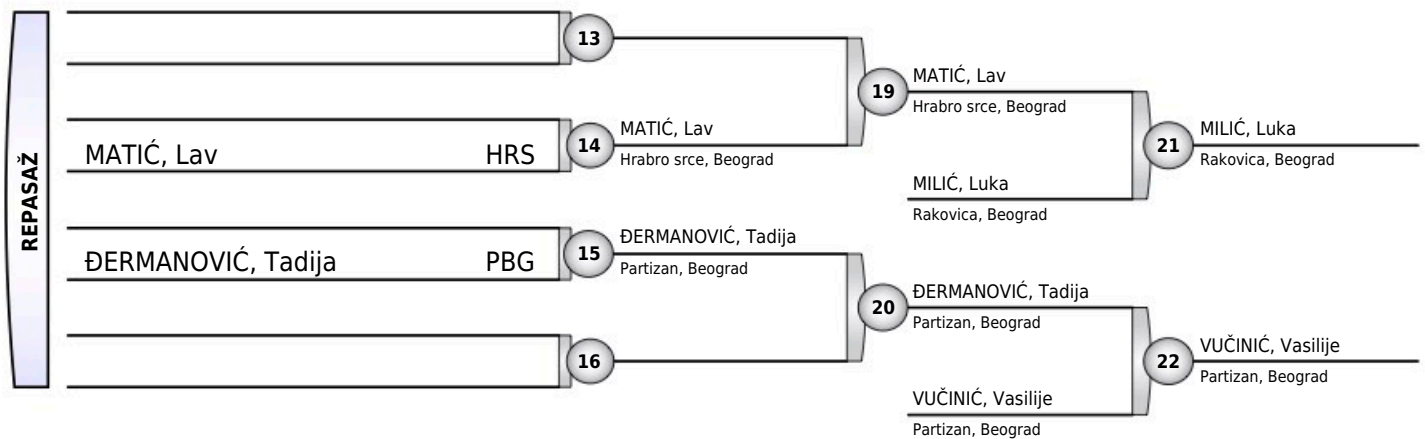 REPASAŽ
13
MATIĆ, Lav HRS
14
MATIĆ, Lav
Hrabro srce, Beograd
ĐERMANOVIĆ, Tadija PBG
15
ĐERMANOVIĆ, Tadija
Partizan, Beograd
16
19
MATIĆ, Lav
Hrabro srce, Beograd
MILIĆ, Luka
Rakovica, Beograd
20
ĐERMANOVIĆ, Tadija
Partizan, Beograd
VUČINIĆ, Vasilije
Partizan, Beograd
21
MILIĆ, Luka
Rakovica, Beograd
22
VUČINIĆ, Vasilije
Partizan, Beograd